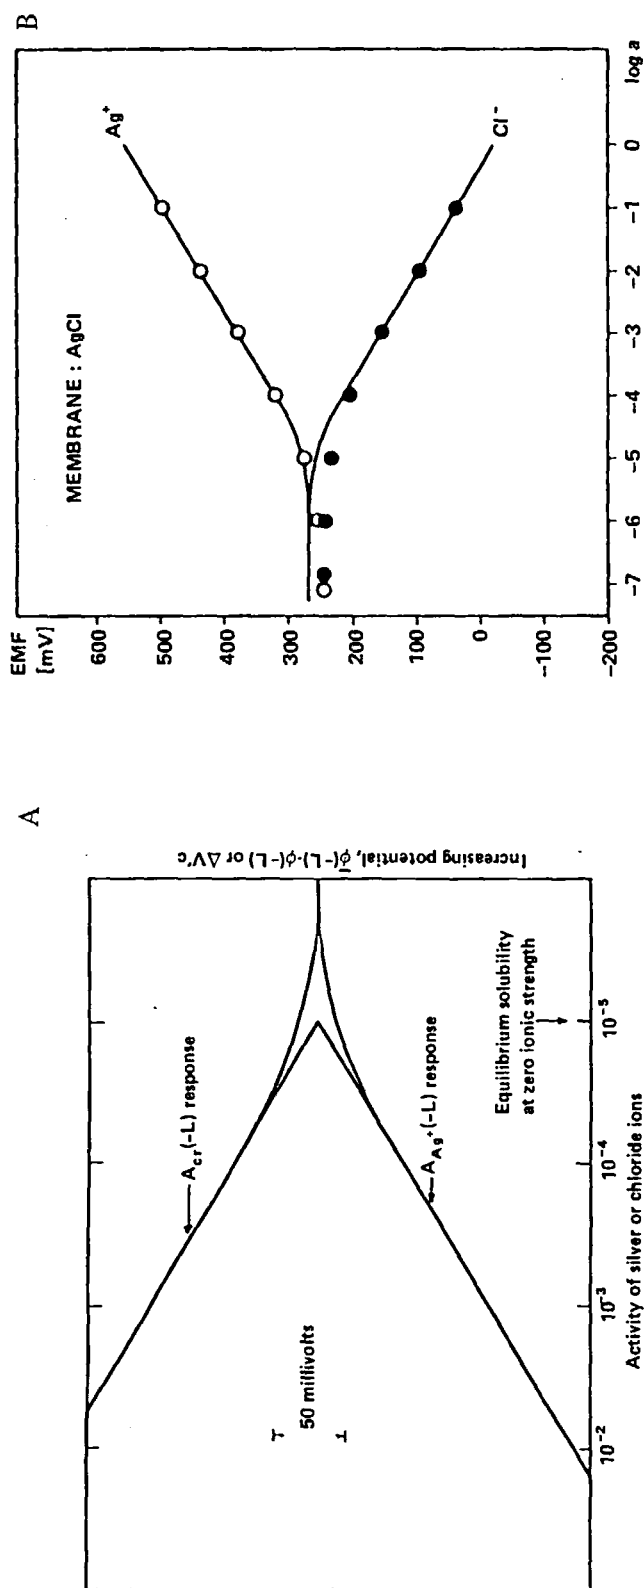 A
A_cr(-L) response
A_Ag+(-L) response
50 millivolts
Equilibrium solubility
at zero ionic strength
10⁻²
10⁻³
10⁻⁴
10⁻⁵
Activity of silver or chloride ions
Increasing potential, φ̄(-L)-φ(-L) or ΔV'c
B
EMF
[mV]
600
500
400
300
200
100
0
-100
-200
MEMBRANE : AgCl
Ag⁺
Cl⁻
-7
-6
-5
-4
-3
-2
-1
0
log a